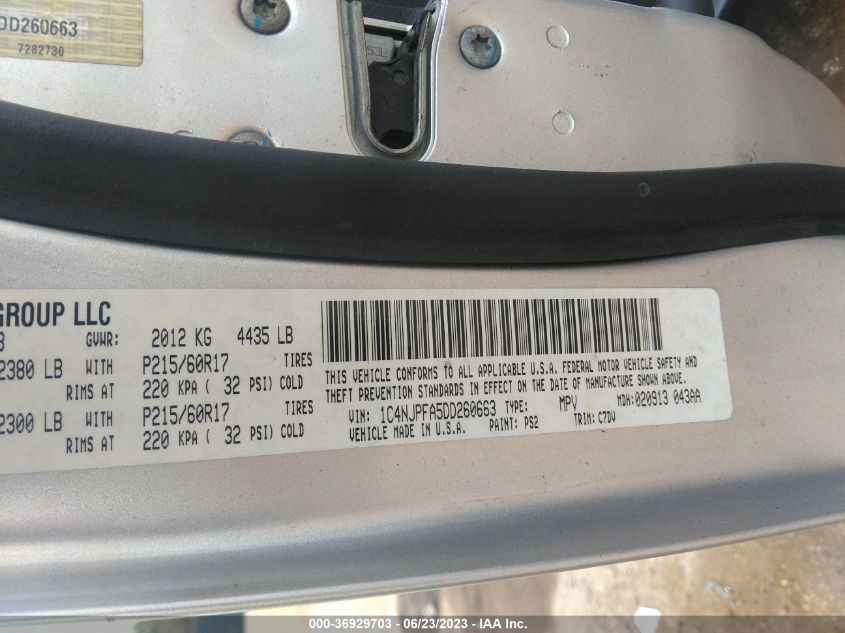 DD260663
7282730
S3L
GROUP LLC
3 GVWR: 2012 KG 4435 LB
2380 LB WITH P215/60R17 TIRES
RIMS AT 220 KPA ( 32 PSI) COLD
2300 LB WITH P215/60R17 TIRES
RIMS AT 220 KPA ( 32 PSI) COLD
THIS VEHICLE CONFORMS TO ALL APPLICABLE U.S.A. FEDERAL MOTOR VEHICLE SAFETY AND
THEFT PREVENTION STANDARDS IN EFFECT ON THE DATE OF MANUFACTURE SHOWN ABOVE.
VIN: 1C4NJPFA5DD260663 TYPE: MPV MDH:020913 043AA
VEHICLE MADE IN U.S.A. PAINT: PS2 TRIM: C7DV
000-36929703 - 06/23/2023 - IAA Inc.